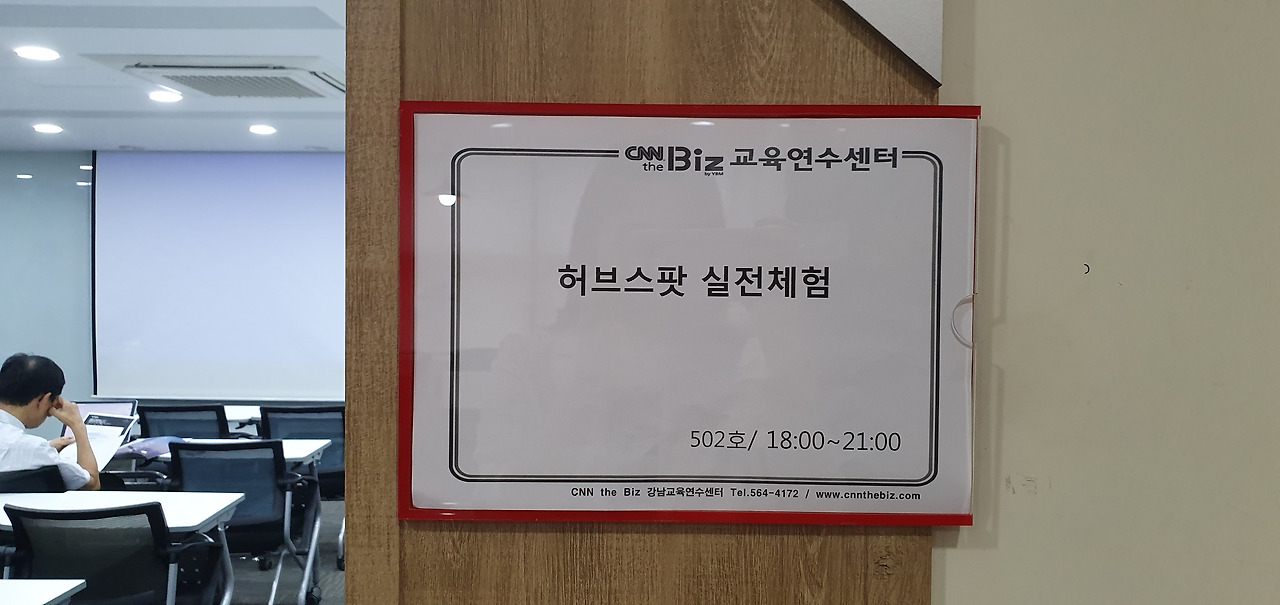 CNN the Biz by YBM 교육연수센터
허브스팟 실전체험
502호/ 18:00~21:00
CNN the Biz 강남교육연수센터 Tel.564-4172 / www.cnnthebiz.com